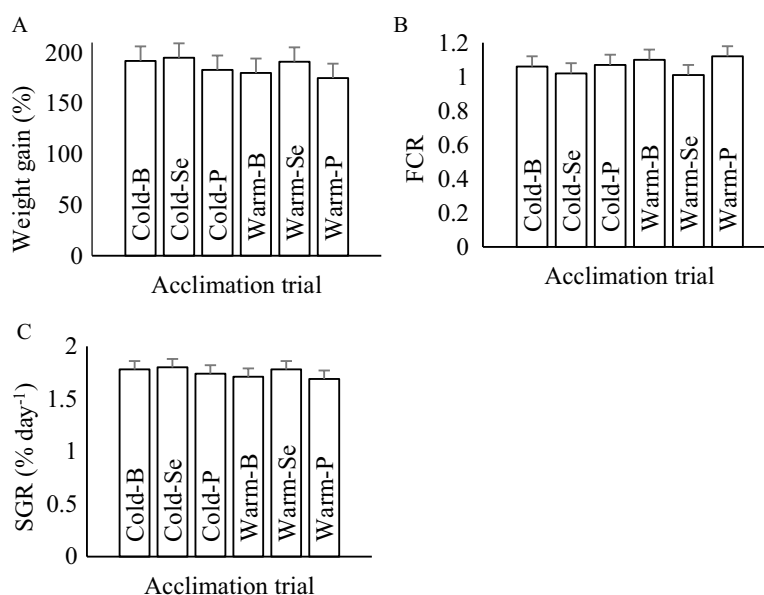 A
Weight gain (%)
200
150
100
50
0
Cold-B
Cold-Se
Cold-P
Warm-B
Warm-Se
Warm-P
Acclimation trial
B
FCR
1.2
1
0.8
0.6
0.4
0.2
0
Cold-B
Cold-Se
Cold-P
Warm-B
Warm-Se
Warm-P
Acclimation trial
C
SGR (% day⁻¹)
2
1.5
1
0.5
0
Cold-B
Cold-Se
Cold-P
Warm-B
Warm-Se
Warm-P
Acclimation trial